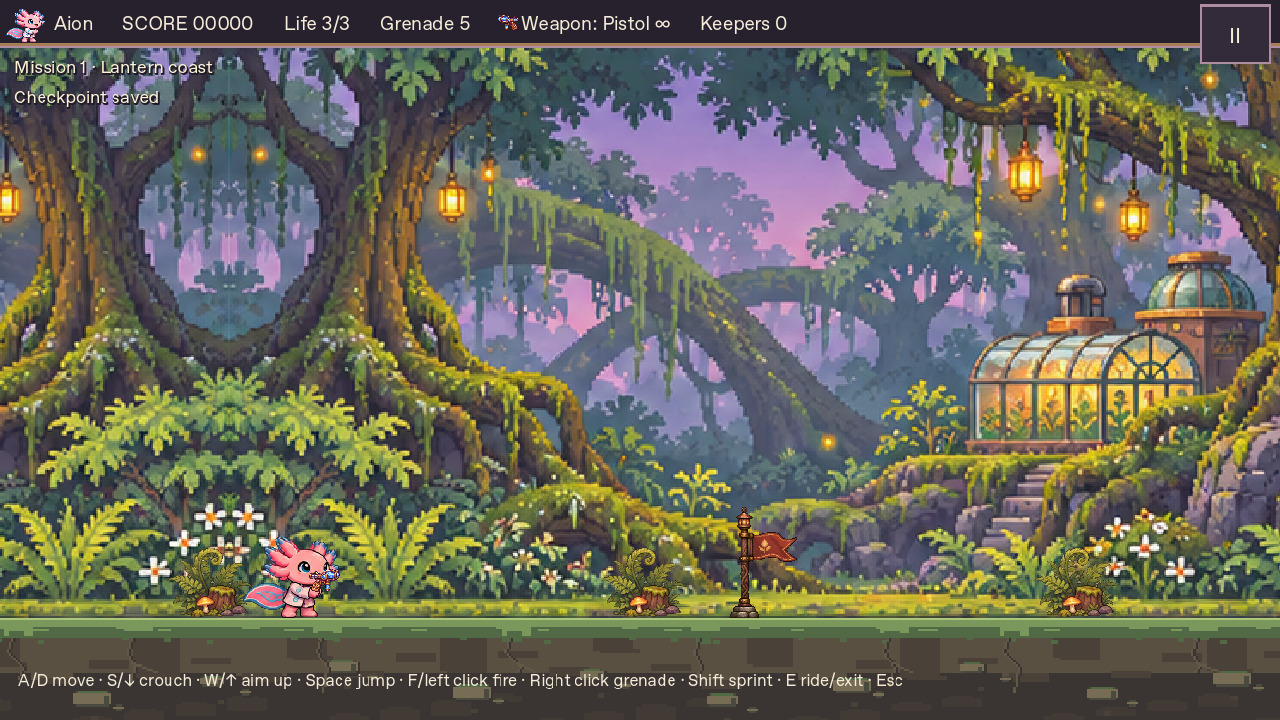 Aion SCORE 00000 Life 3/3 Grenade 5 Weapon: Pistol ∞ Keepers 0 II
Mission 1 · Lantern coast
Checkpoint saved
A/D move · S/↓ crouch · W/↑ aim up · Space jump · F/left click fire · Right click grenade · Shift sprint · E ride/exit · Esc